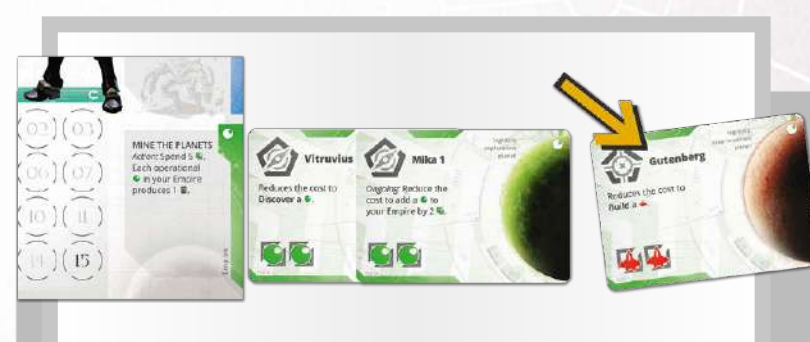 02 03
06 07
10 11
14 15
MINE THE PLANETS
Action: Spend 5
Each operational
in your Empire
produces 1
Empire
Vitruvius
Reduces the cost to
Discover a
Mika 1
Ongoing: Reduce the
cost to add a to
your Empire by 2
Gutenberg
Reduces the cost to
Build a